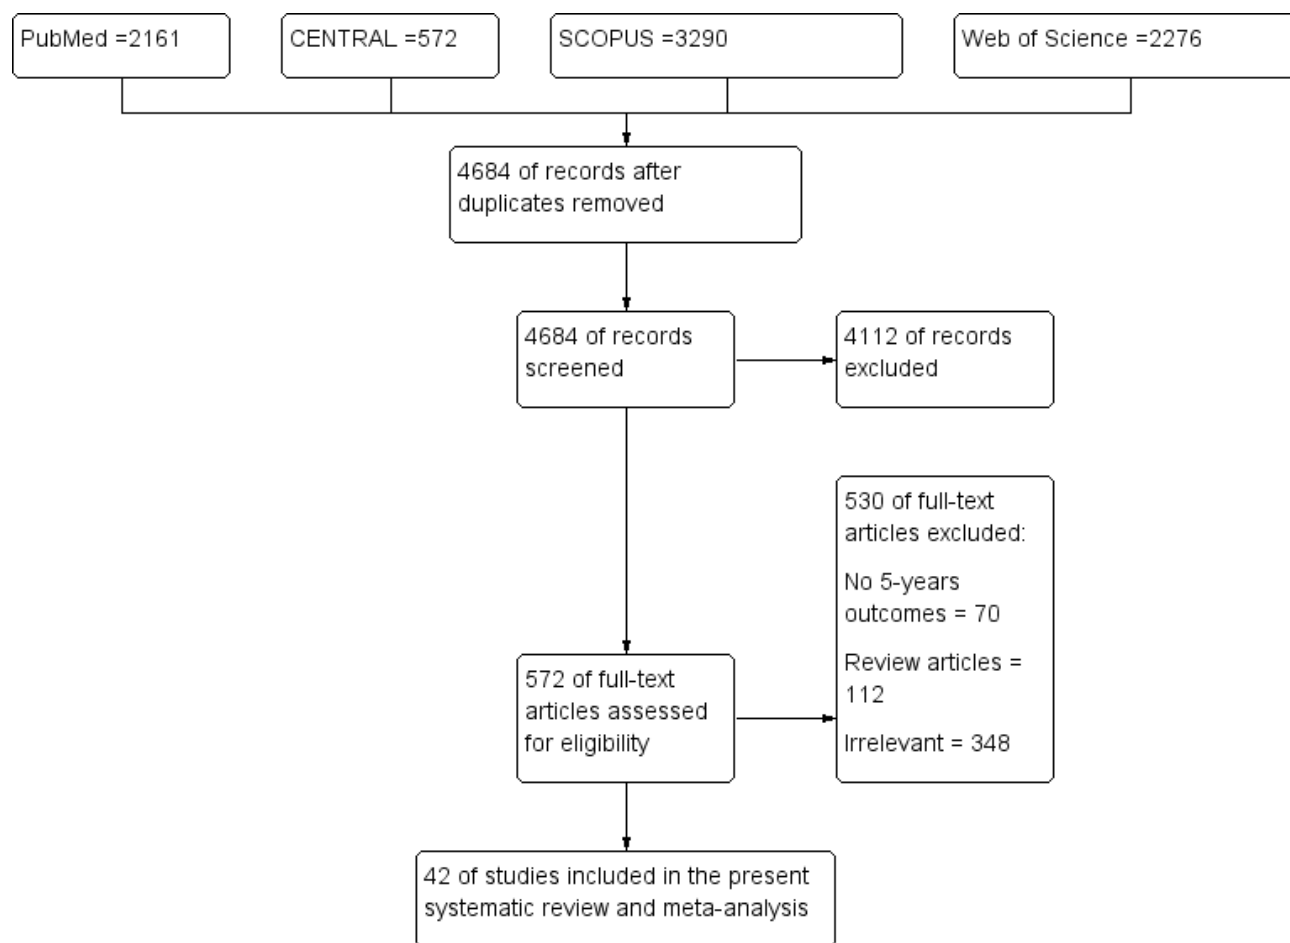 PubMed =2161
CENTRAL =572
SCOPUS =3290
Web of Science =2276
4684 of records after
duplicates removed
4684 of records
screened
4112 of records
excluded
530 of full-text
articles excluded:
No 5-years
outcomes = 70
Review articles =
112
Irrelevant = 348
572 of full-text
articles assessed
for eligibility
42 of studies included in the present
systematic review and meta-analysis